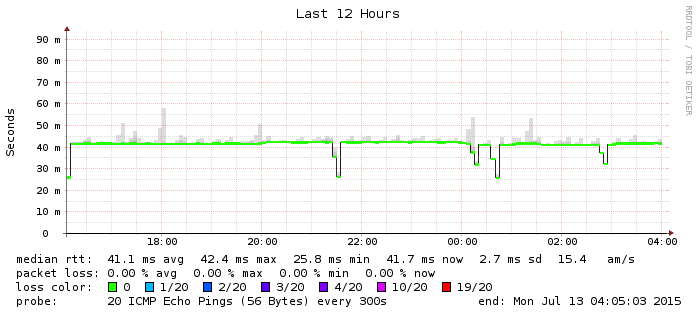 Last 12 Hours
RRDTOOL / TOBI OETIKER
Seconds
90 m
80 m
70 m
60 m
50 m
40 m
30 m
20 m
10 m
0
18:00 20:00 22:00 00:00 02:00 04:00
median rtt: 41.1 ms avg 42.4 ms max 25.8 ms min 41.7 ms now 2.7 ms sd 15.4 am/s
packet loss: 0.00 % avg 0.00 % max 0.00 % min 0.00 % now
loss color: 0 1/20 2/20 3/20 4/20 10/20 19/20
probe: 20 ICMP Echo Pings (56 Bytes) every 300s end: Mon Jul 13 04:05:03 2015